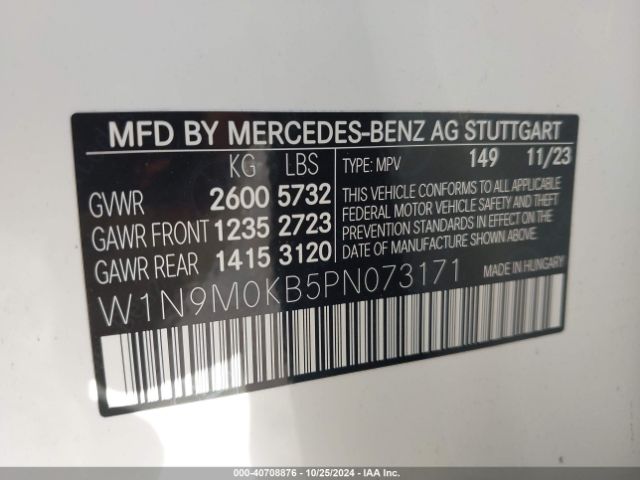 MFD BY MERCEDES-BENZ AG STUTTGART
KG LBS
GVWR 2600 5732
GAWR FRONT 1235 2723
GAWR REAR 1415 3120
TYPE: MPV 149 11/23
THIS VEHICLE CONFORMS TO ALL APPLICABLE
FEDERAL MOTOR VEHICLE SAFETY AND THEFT
PREVENTION STANDARDS IN EFFECT ON THE
DATE OF MANUFACTURE SHOWN ABOVE.
W1N9M0KB5PN073171
MADE IN HUNGARY
000-40708876 - 10/25/2024 - IAA Inc.